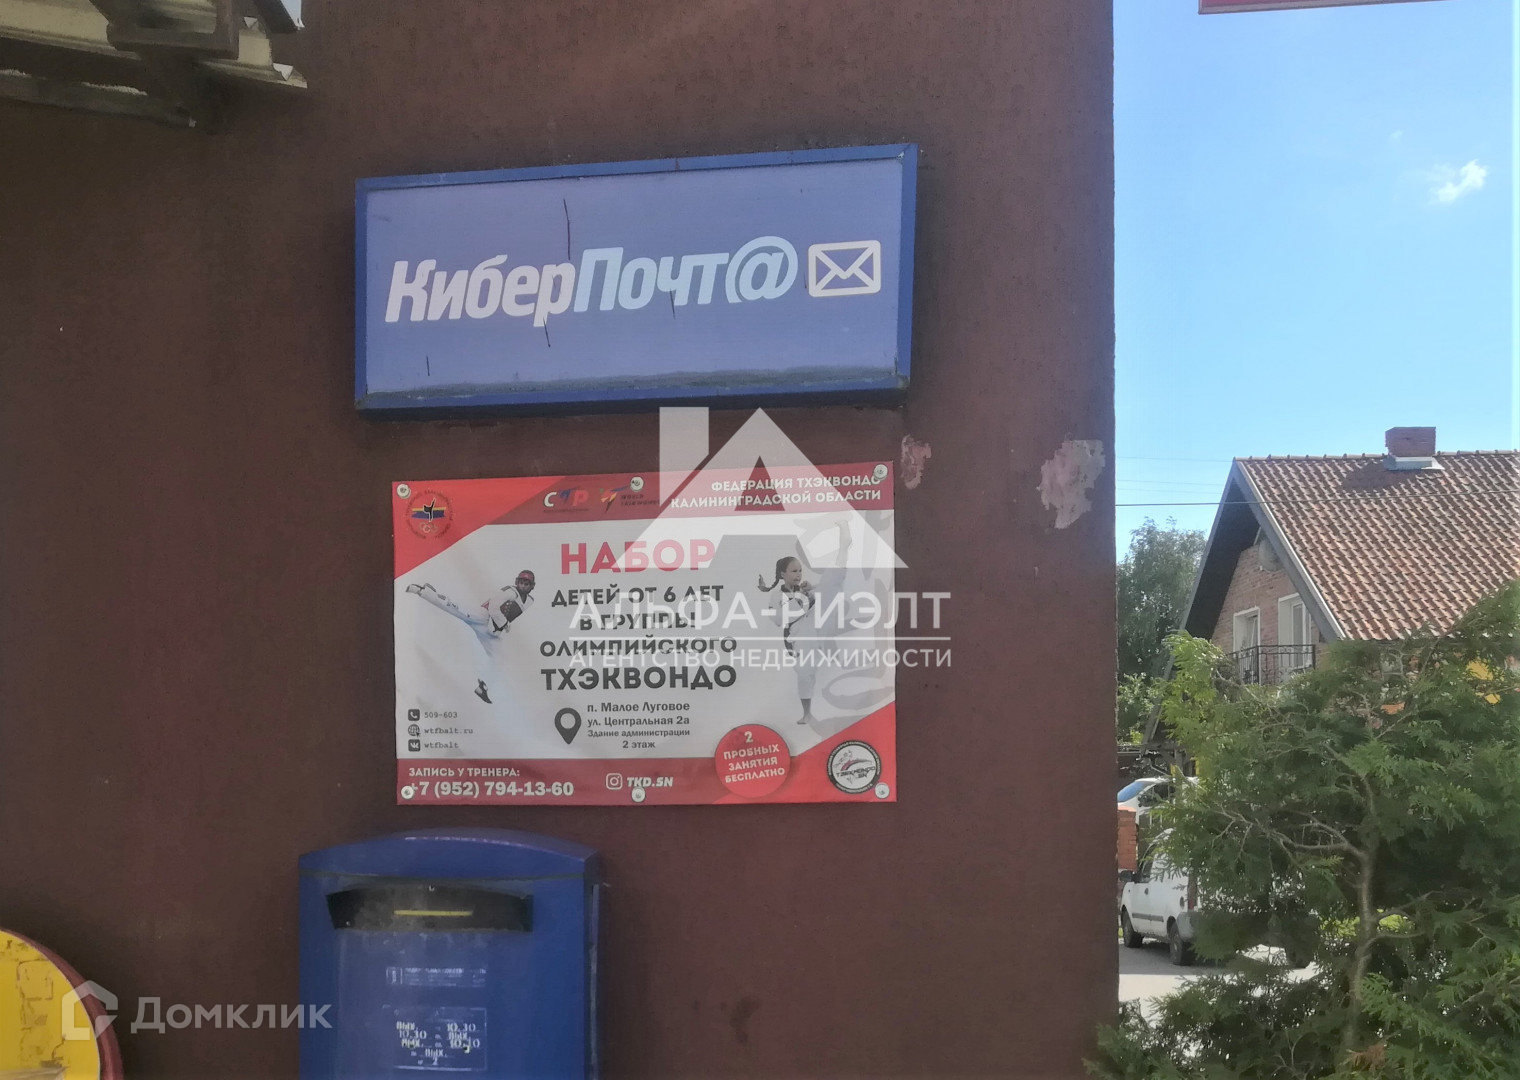 КиберПочт@
ФЕДЕРАЦИЯ ТХЭКВОНДО
КАЛИНИНГРАДСКОЙ ОБЛАСТИ
НАБОР
ДЕТЕЙ ОТ 6 ЛЕТ
В ГРУППЫ
ОЛИМПИЙСКОГО
ТХЭКВОНДО
п. Малое Луговое
ул. Центральная 2а
Здание администрации
2 этаж
509-603
wtfbalt.ru
wtfbalt
2
ПРОБНЫХ
ЗАНЯТИЯ
БЕСПЛАТНО
ЗАПИСЬ У ТРЕНЕРА:
+7 (952) 794-13-60
TKD.SN
АЛЬФА-РИЭЛТ
АГЕНТСТВО НЕДВИЖИМОСТИ
Домклик